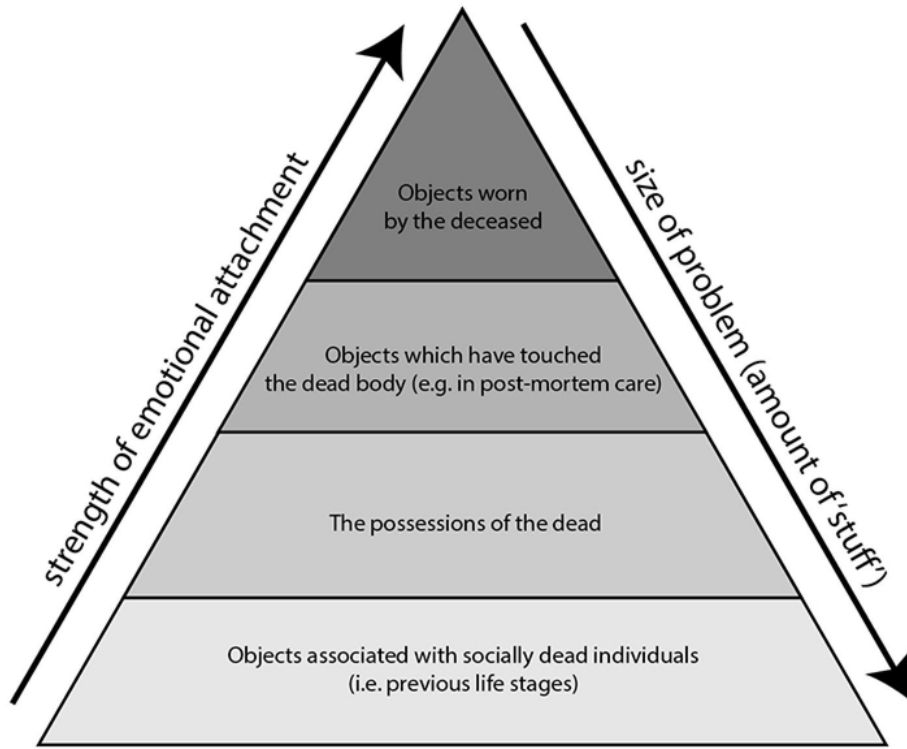 strength of emotional attachment
size of problem (amount of 'stuff')
Objects worn
by the deceased
Objects which have touched
the dead body (e.g. in post-mortem care)
The possessions of the dead
Objects associated with socially dead individuals
(i.e. previous life stages)